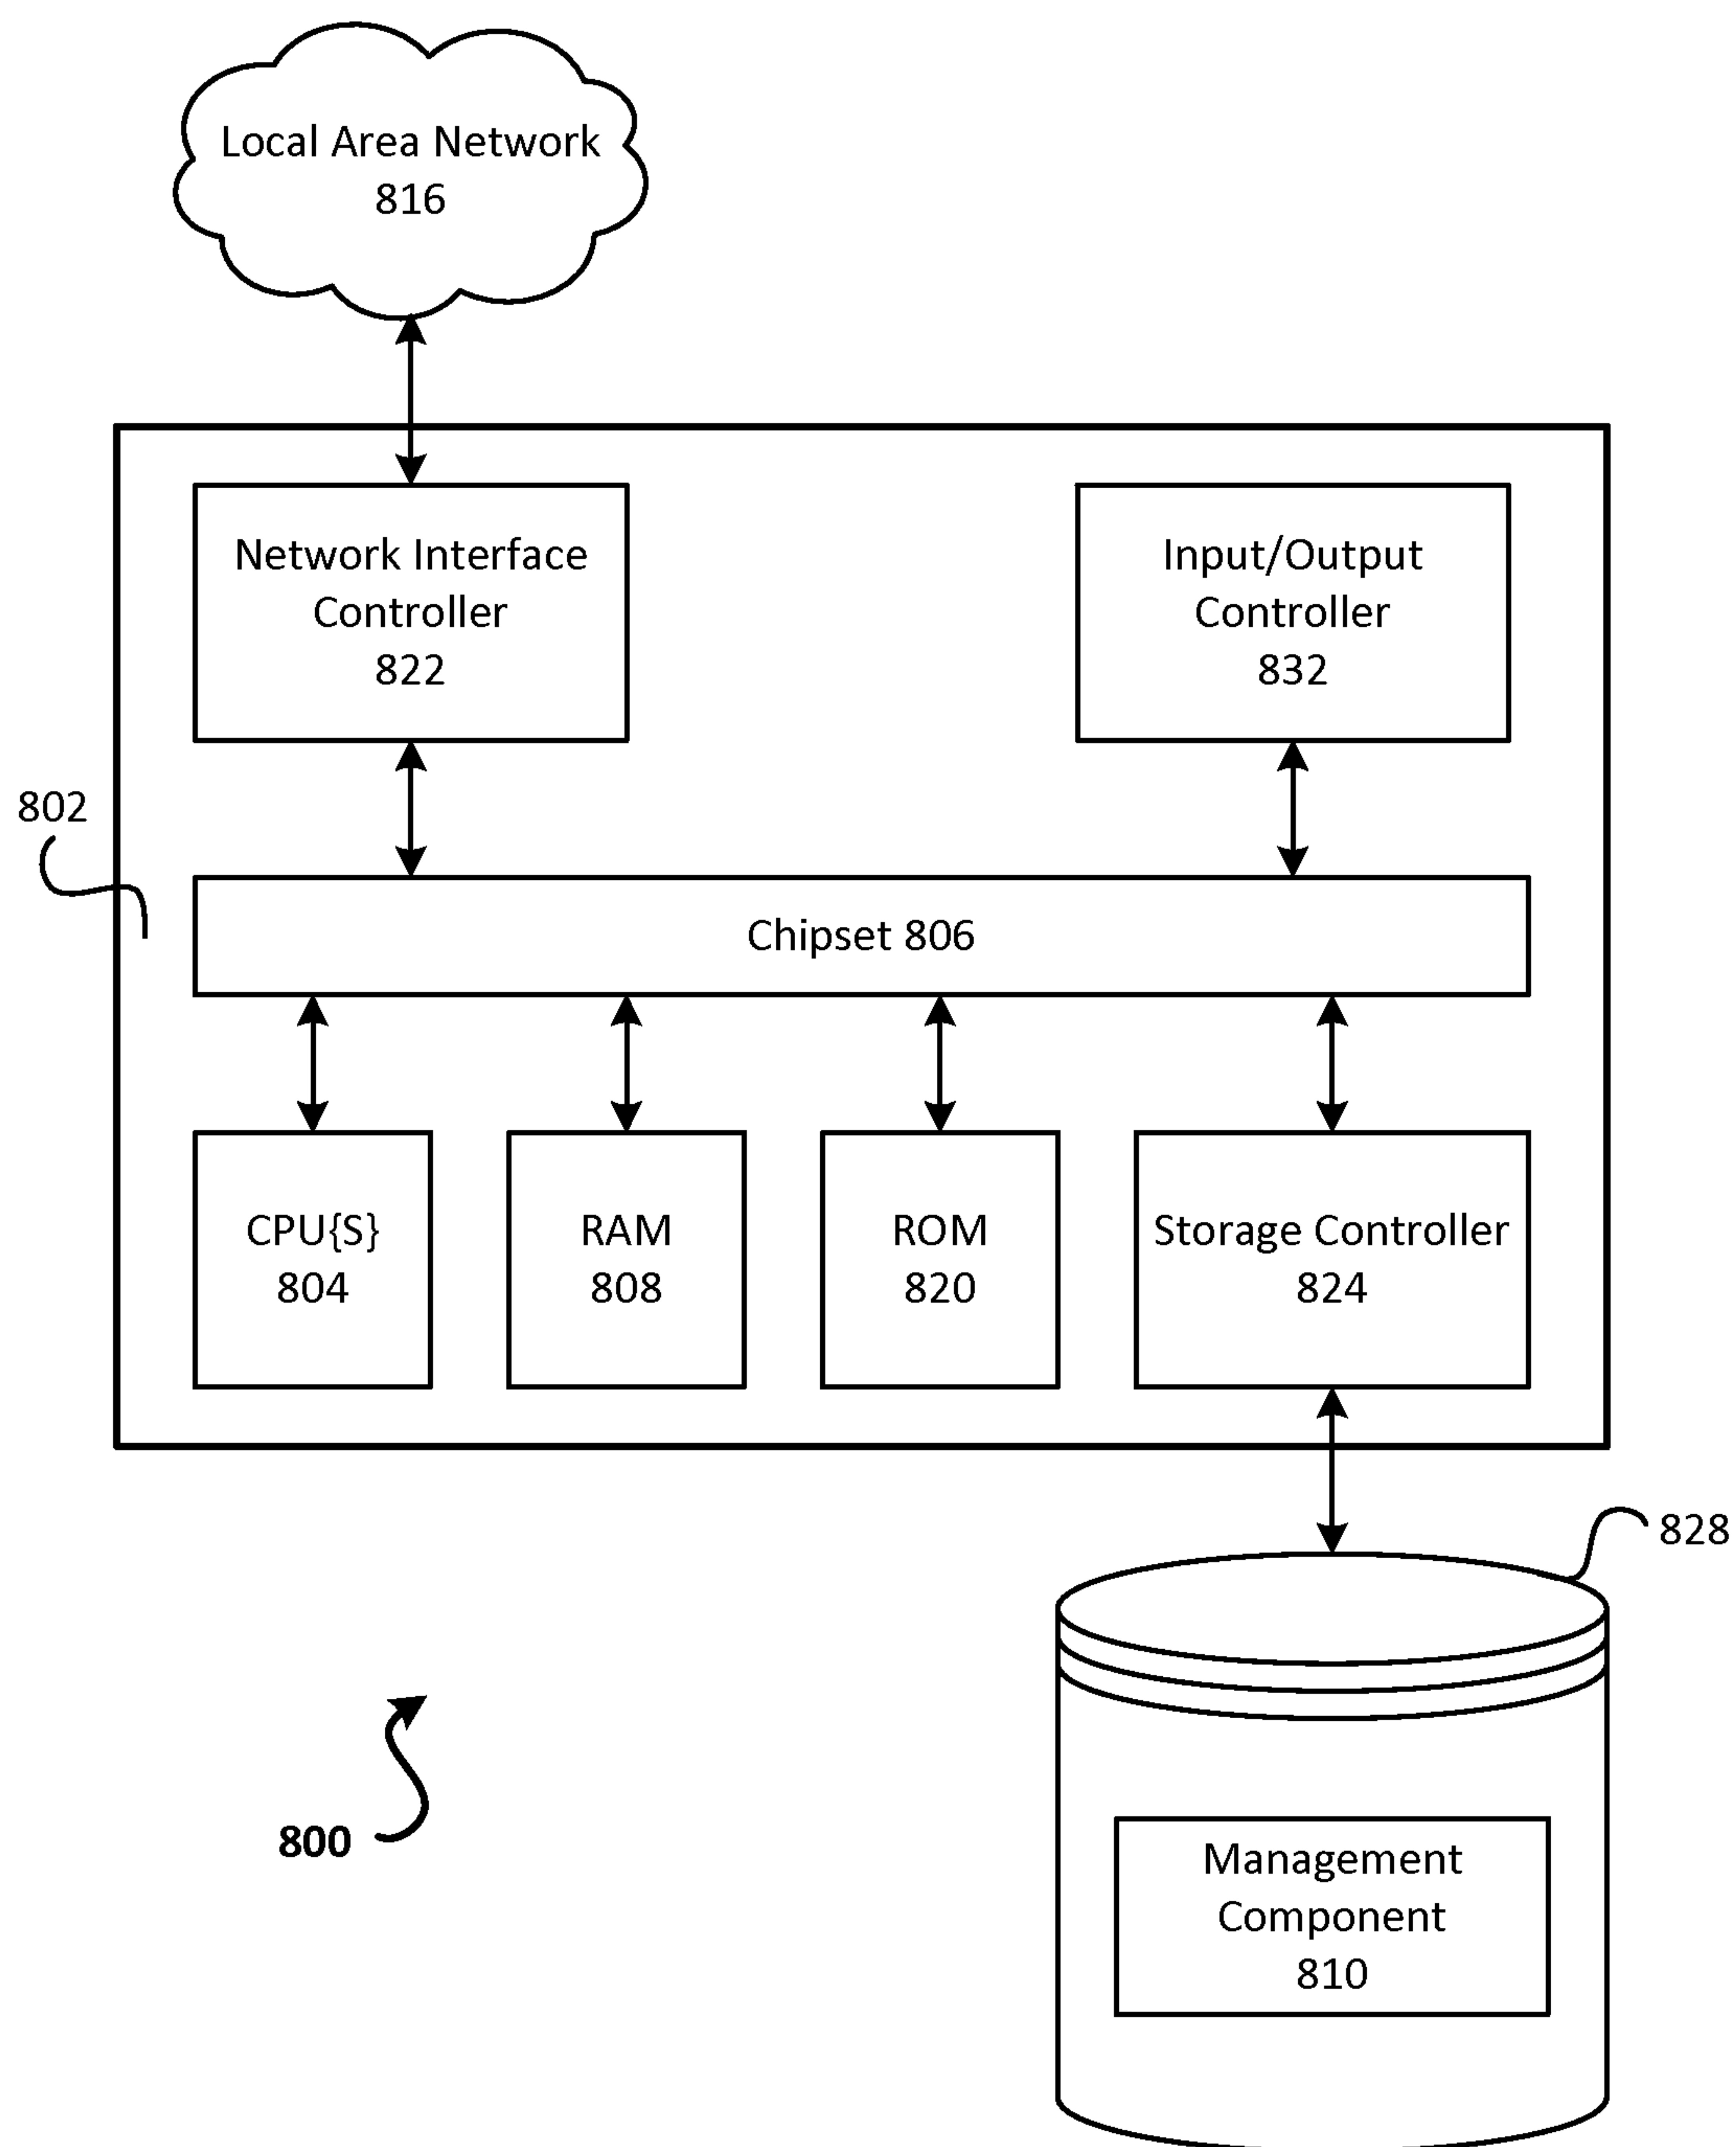 Local Area Network
816
Network Interface
Controller
822
Input/Output
Controller
832
802
Chipset 806
CPU{S}
804
RAM
808
ROM
820
Storage Controller
824
828
800
Management
Component
810